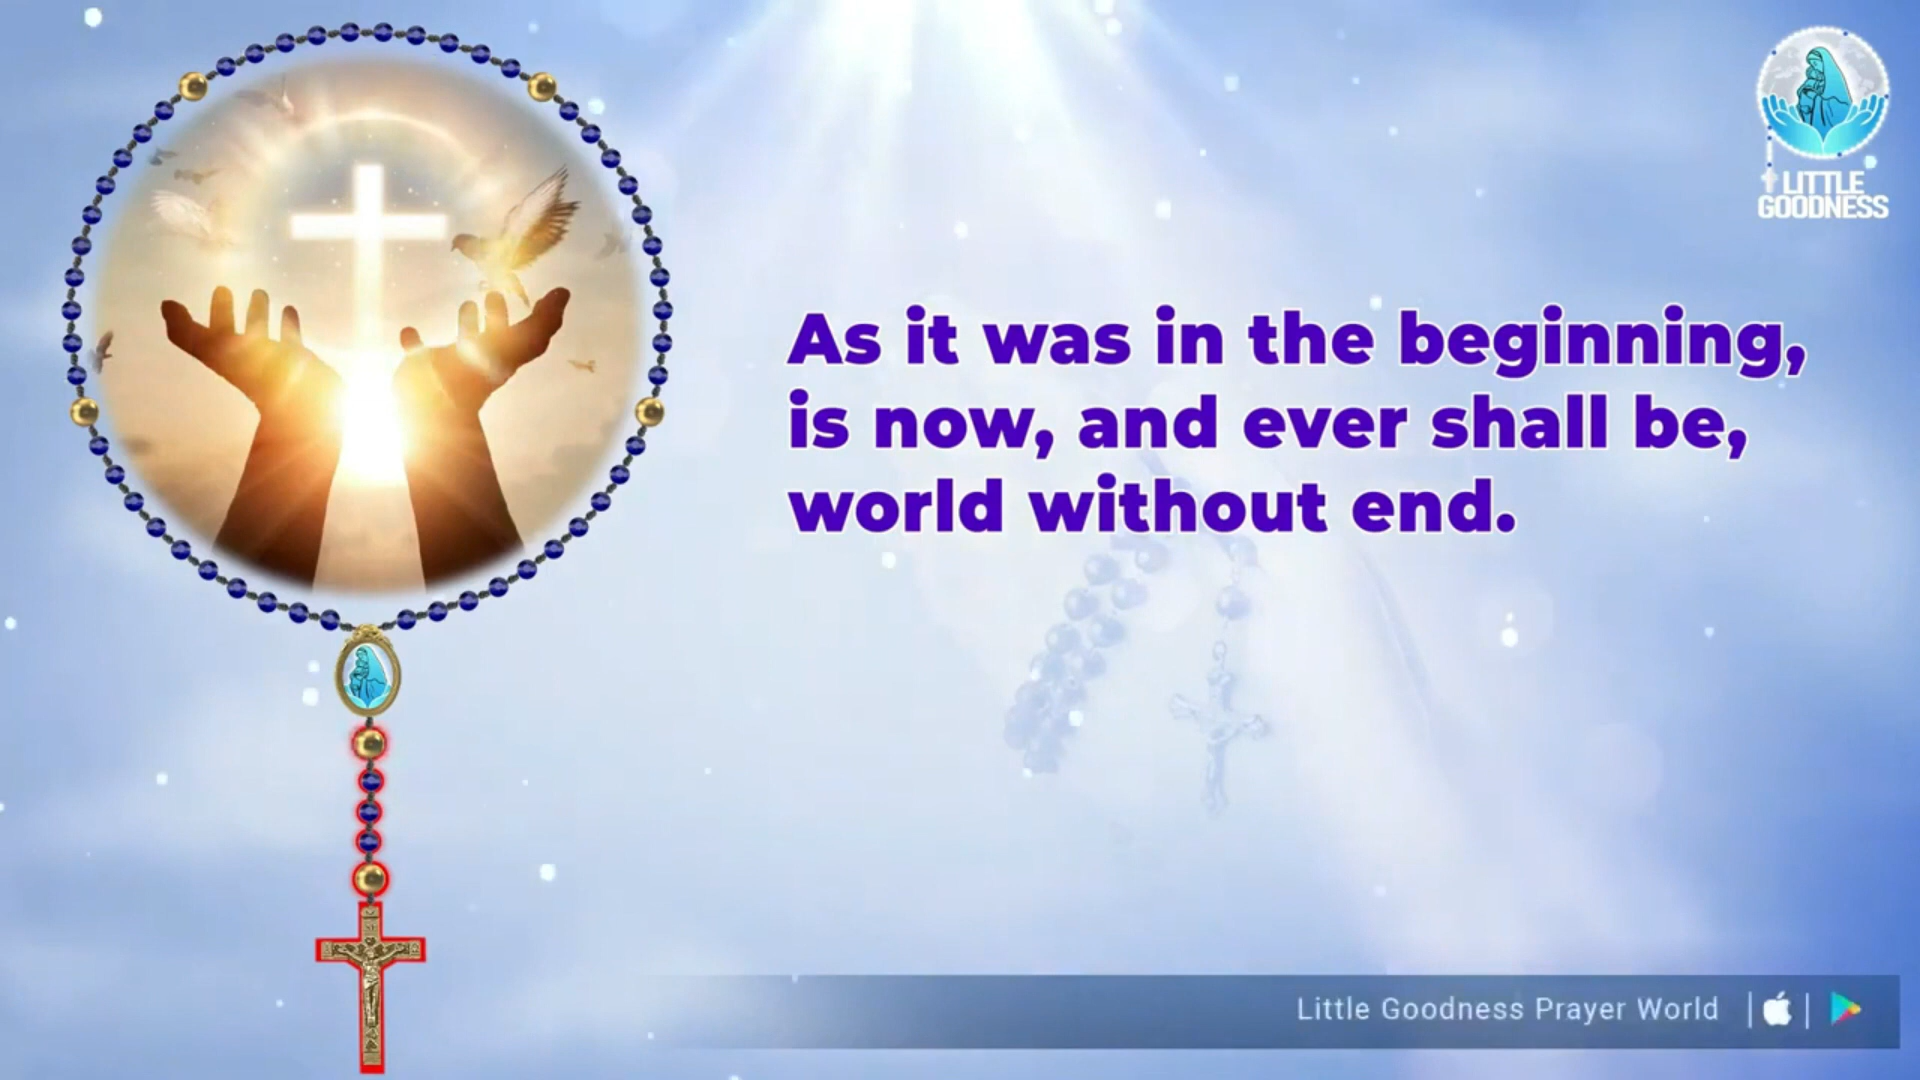 LITTLE
GOODNESS
As it was in the beginning,
is now, and ever shall be,
world without end.
Little Goodness Prayer World